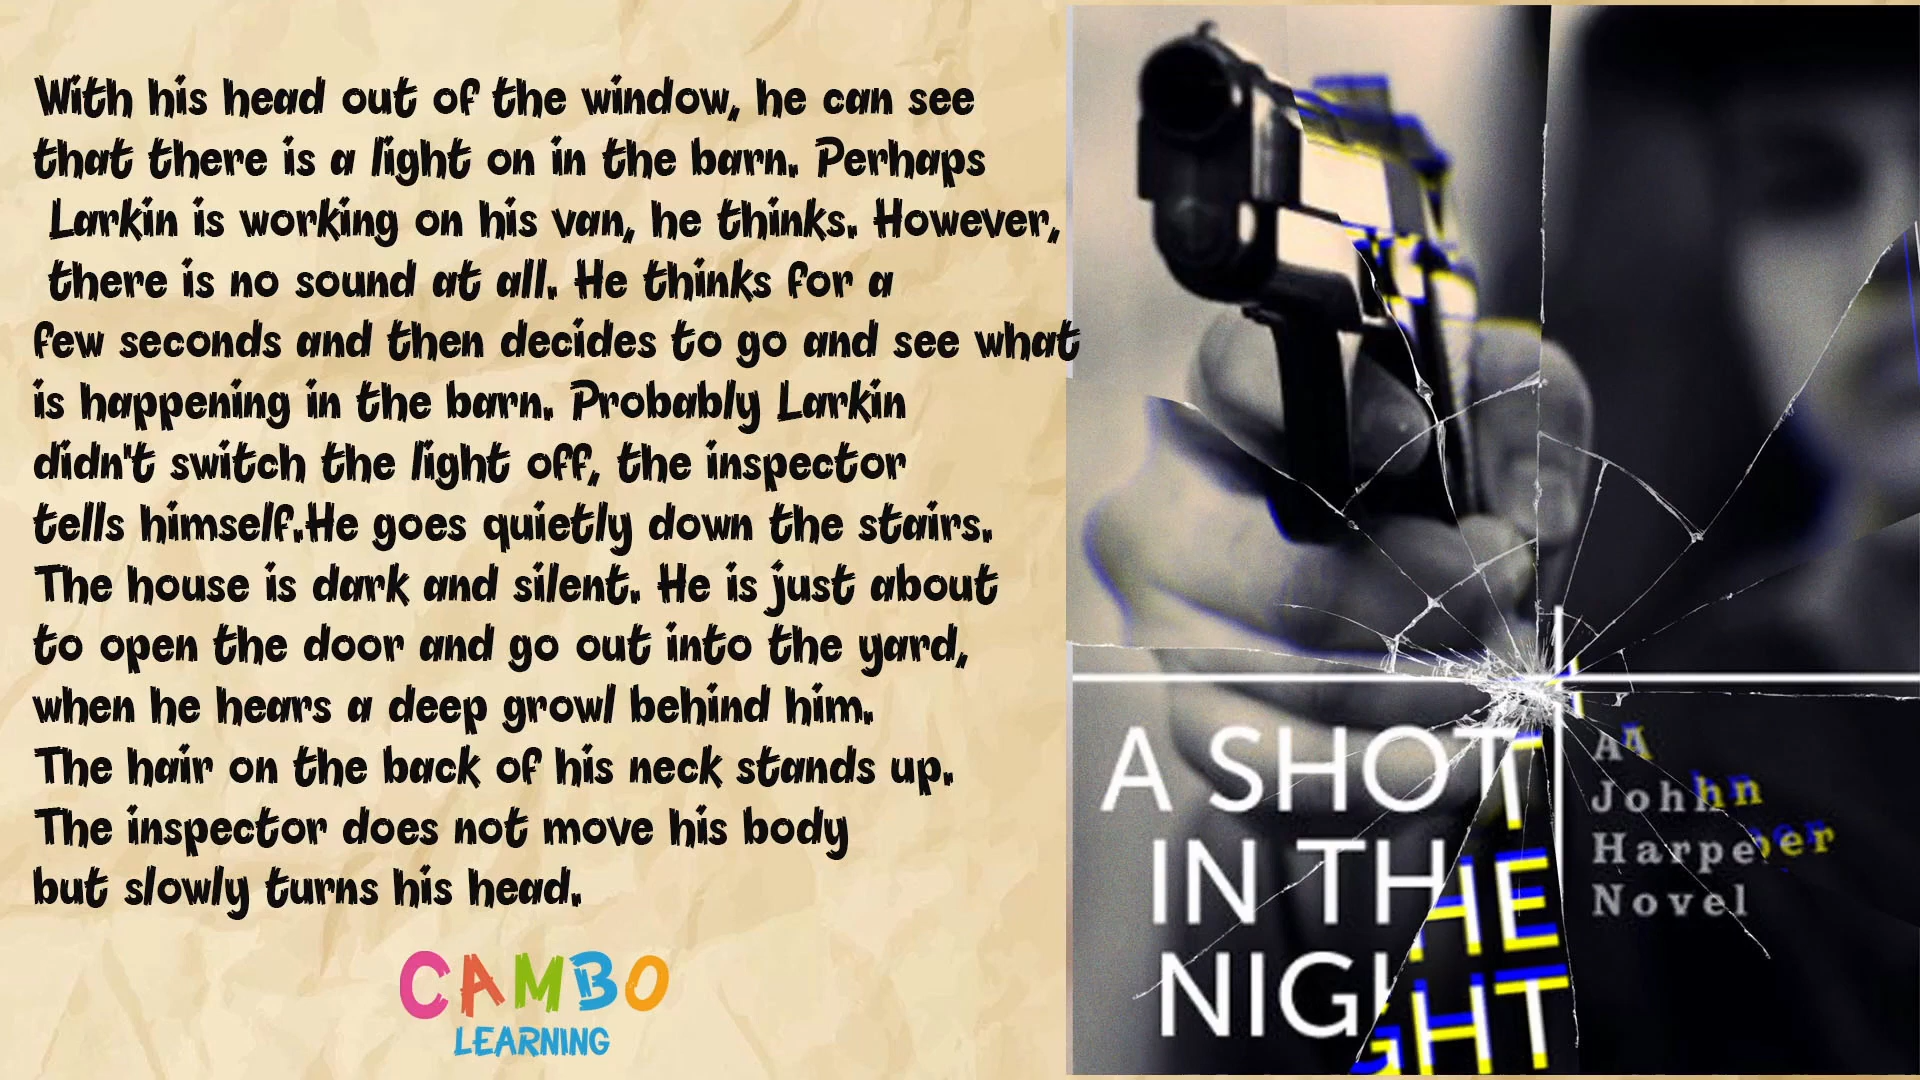 With his head out of the window, he can see
that there is a light on in the barn. Perhaps
Larkin is working on his van, he thinks. However,
there is no sound at all. He thinks for a
few seconds and then decides to go and see what
is happening in the barn. Probably Larkin
didn't switch the light off, the inspector
tells himself.He goes quietly down the stairs.
The house is dark and silent. He is just about
to open the door and go out into the yard,
when he hears a deep growl behind him.
The hair on the back of his neck stands up.
The inspector does not move his body
but slowly turns his head.
CAMBO
LEARNING
A SHOT
IN THE
NIGHT
A
John
Harper
Novel